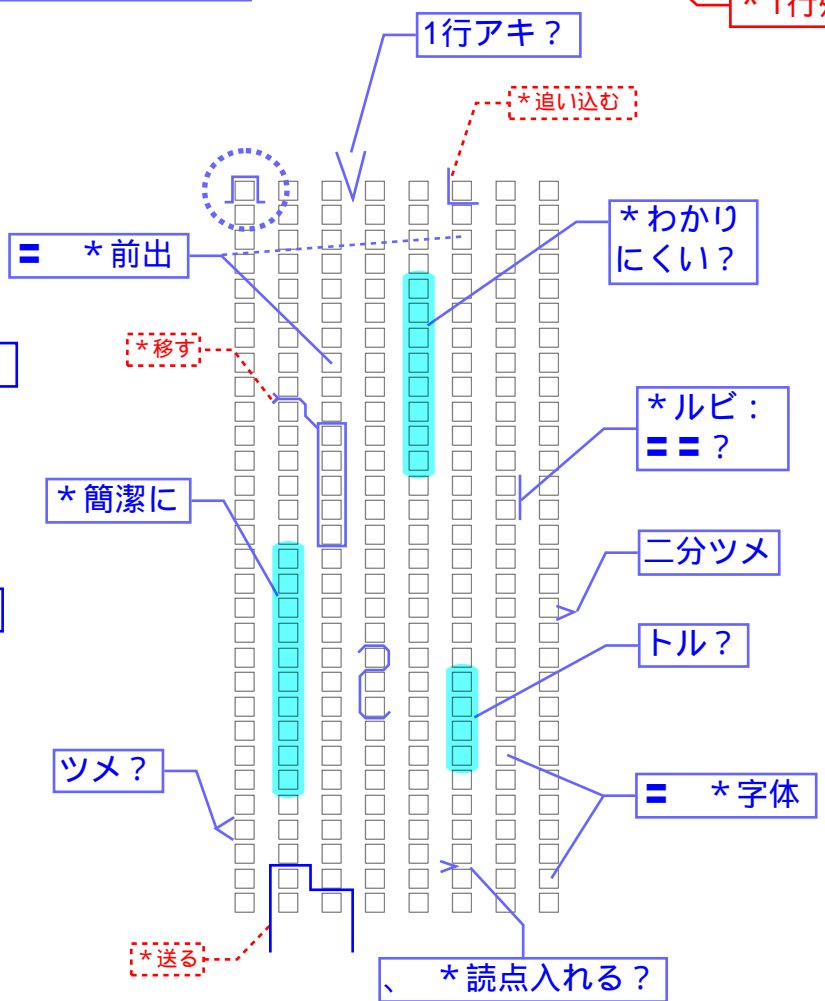 *1行
1行アキ？
*追い込む
*わかり
にくい？
〓　*前出
*移す
*ルビ：
〓〓？
*簡潔に
二分ツメ
トル？
ツメ？
〓　*字体
*送る
、　*読点入れる？